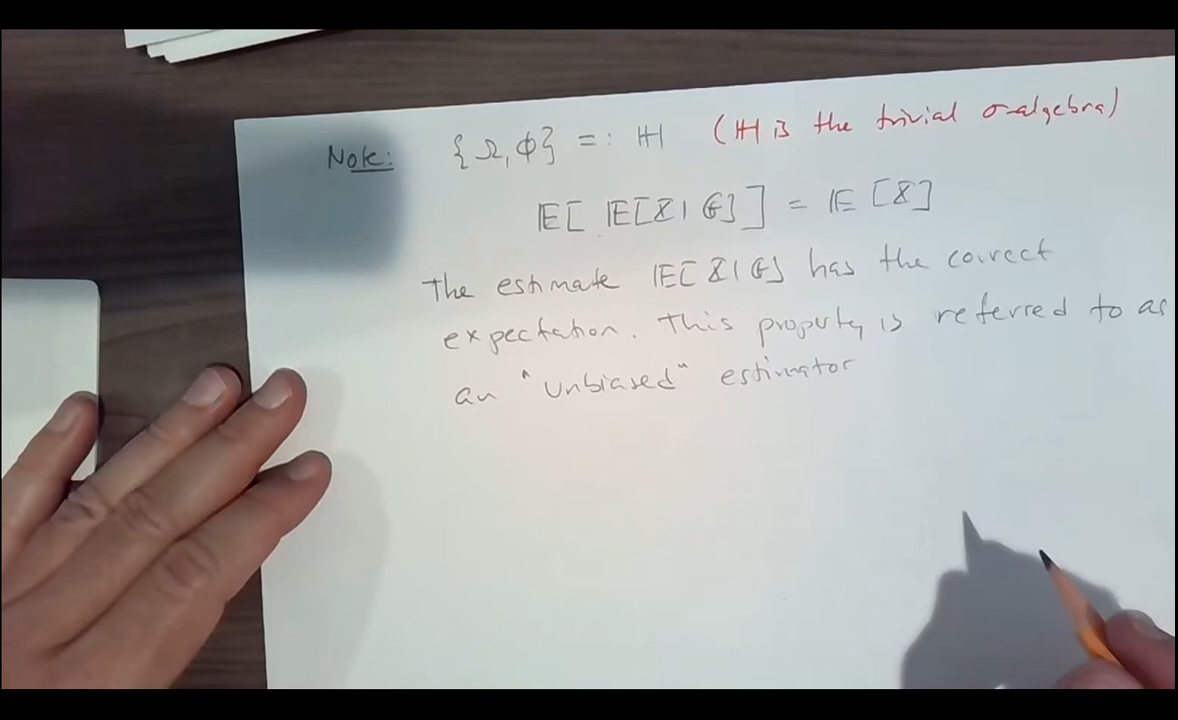 Note: {Ω, ϕ} =: ℍ (ℍ is the trivial σ-algebra)
𝔼[ 𝔼[X|G] ] = 𝔼[X]
The estimate 𝔼[X|G] has the correct
expectation. This property is referred to as
an "unbiased" estimator